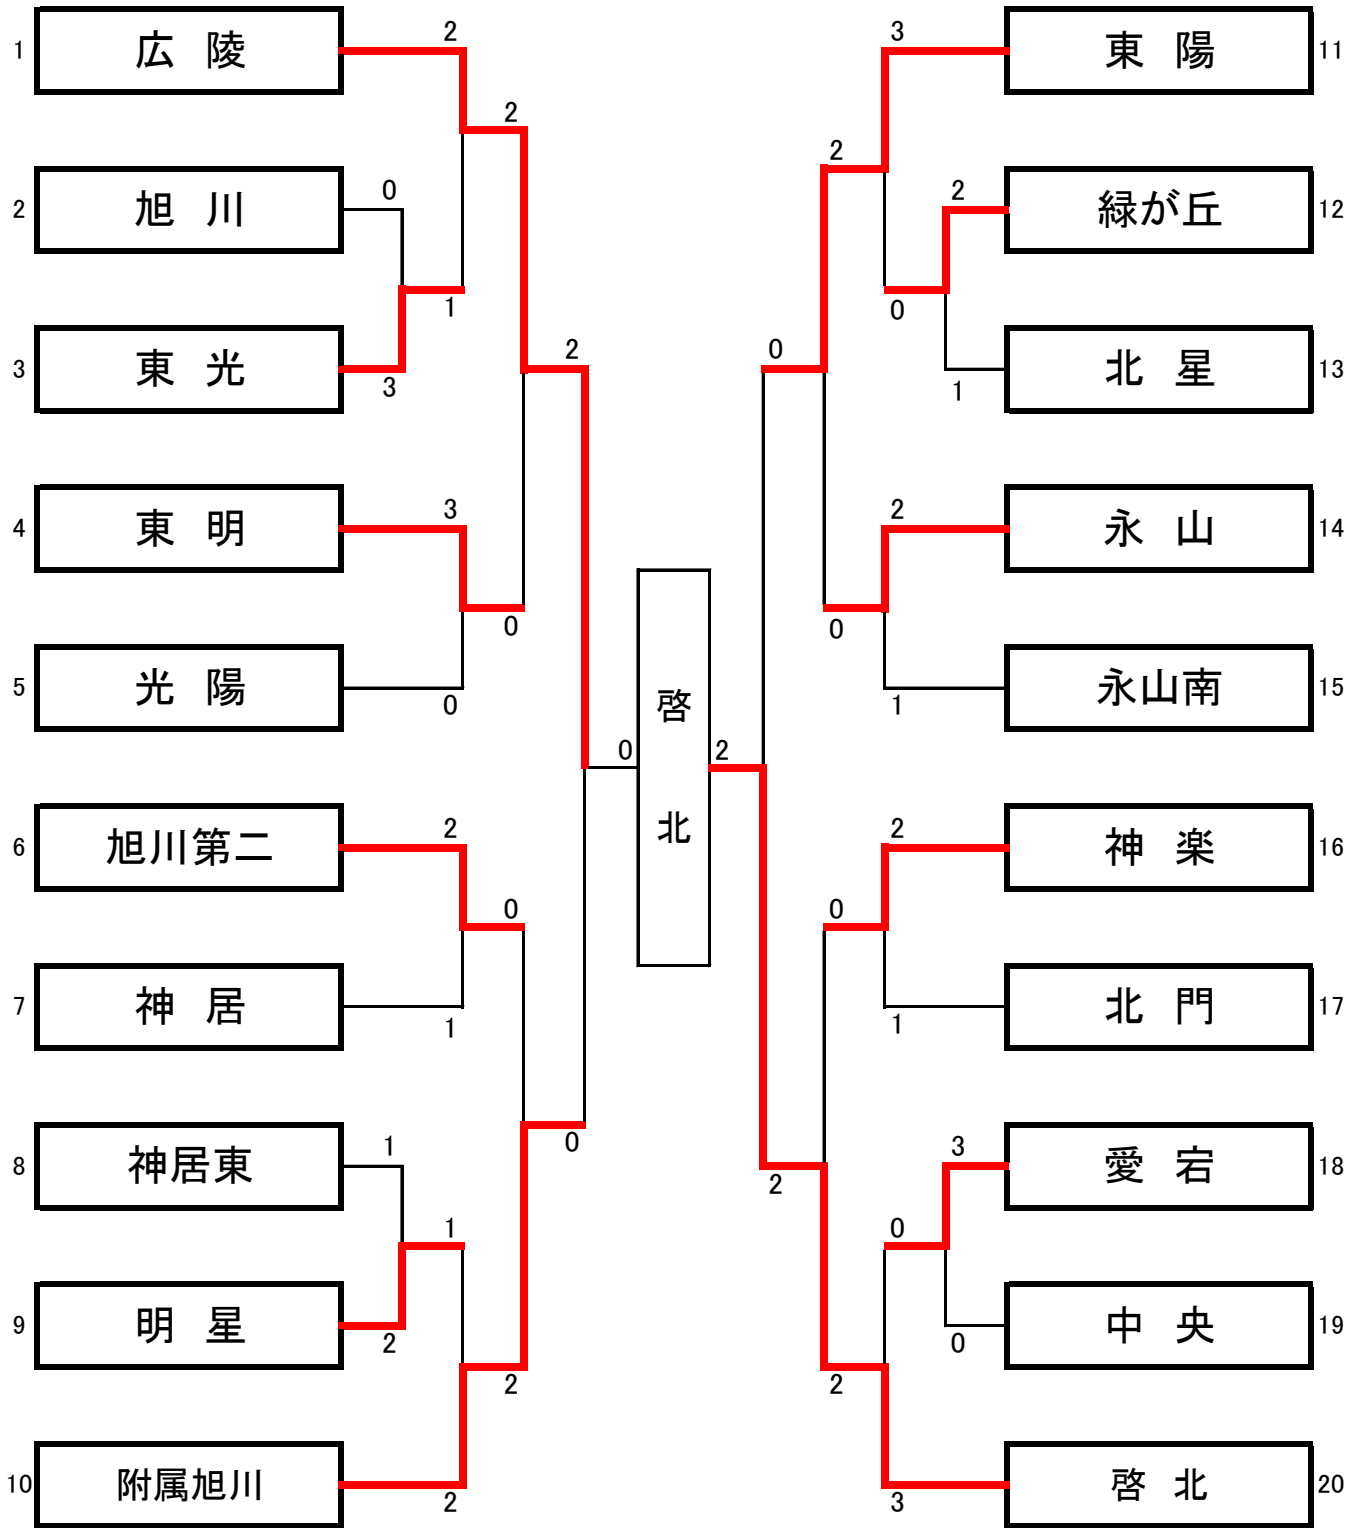 1 広 陵 2
2
2 旭 川 0
1
3 東 光 3
2
4 東 明 3
0
5 光 陽 0
6 旭川第二 2
0
7 神 居 1
0
8 神居東 1
1
9 明 星 2
2
10 附属旭川 2
0
啓
北
2
3 東 陽 11
2
2 緑が丘 12
0
1 北 星 13
0
2 永 山 14
0
1 永山南 15
2 神 楽 16
0
1 北 門 17
2
3 愛 宕 18
0
0 中 央 19
2
3 啓 北 20